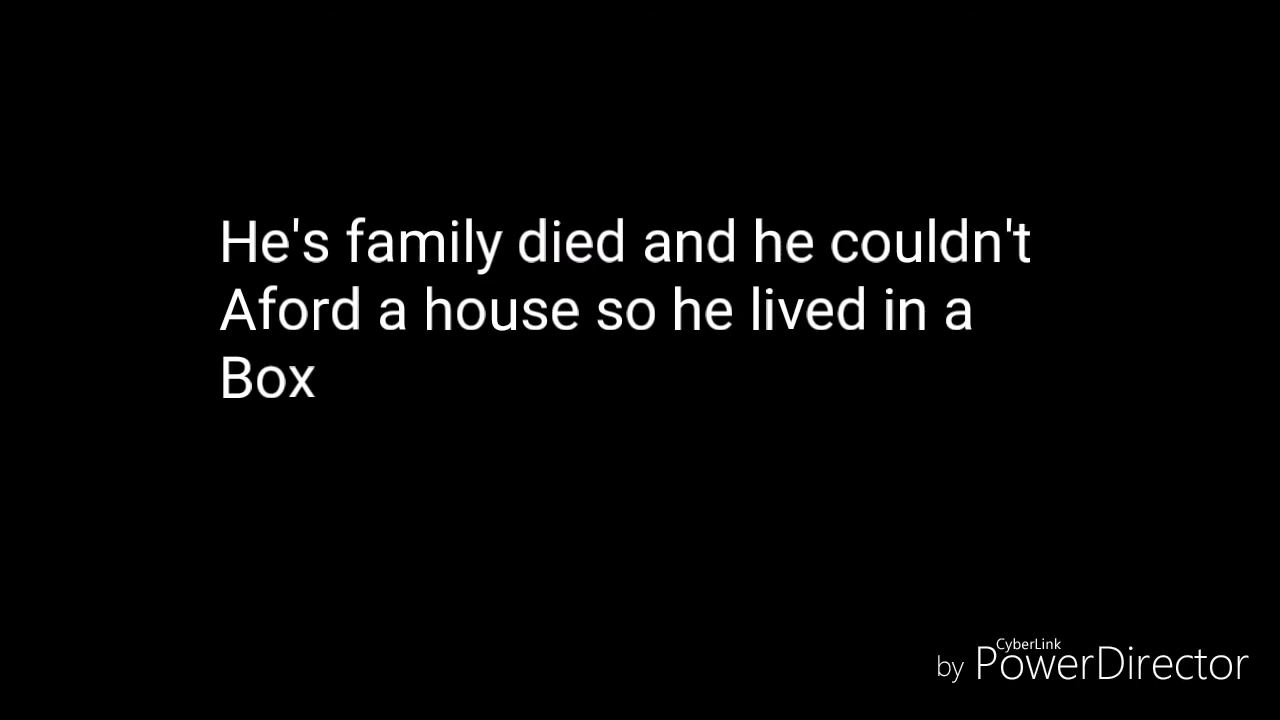 He's family died and he couldn't
Aford a house so he lived in a
Box
CyberLink
by PowerDirector